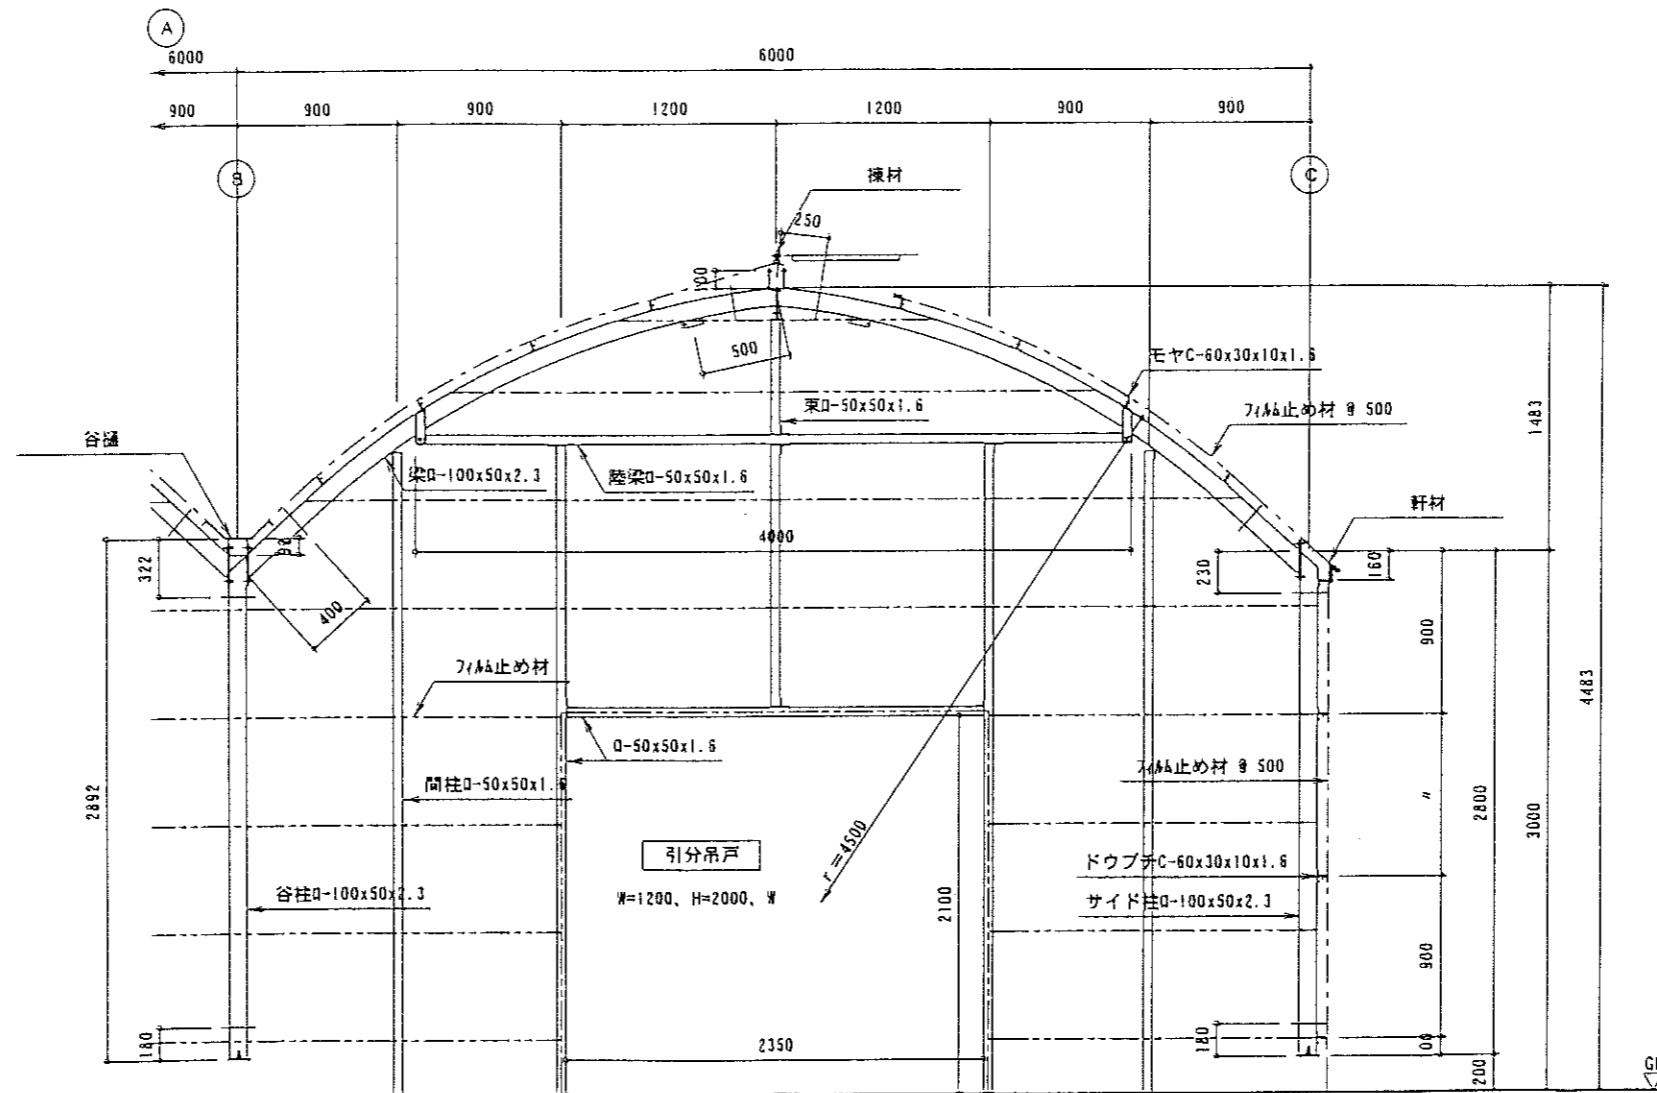 A
6000
6000
900
900
900
1200
1200
900
900
B
C
棟材
250
100
500
モヤC-60x30x10x1.6
束ロ-50x50x1.6
フィルム止め材 @ 500
1483
谷樋
梁ロ-100x50x2.3
陸梁ロ-50x50x1.6
軒材
4000
322
93
230
160
400
900
フィルム止め材
4483
ロ-50x50x1.6
フィルム止め材 @ 500
間柱ロ-50x50x1.6
2892
〃
2800
3000
r=4500
引分吊戸
ドウブチC-60x30x10x1.6
谷柱ロ-100x50x2.3
W=1200、H=2000、W
2100
サイド柱ロ-100x50x2.3
900
180
2350
180
00
200